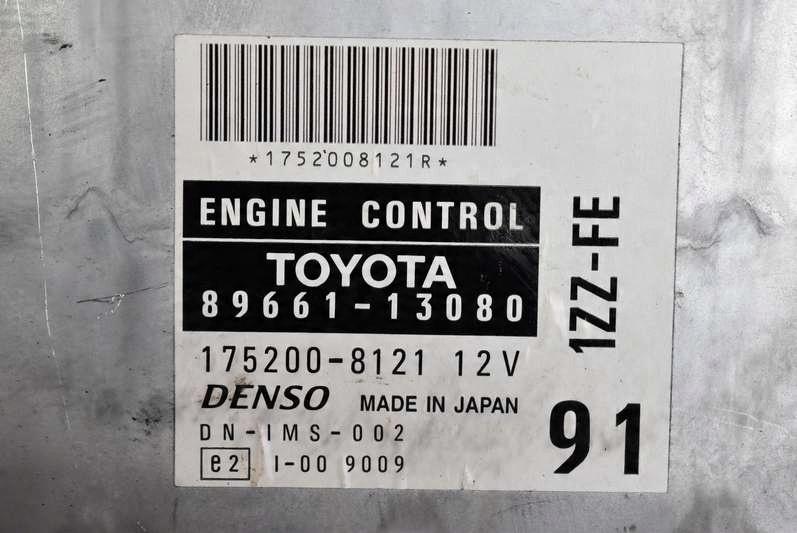 *1752008121R*
ENGINE CONTROL
TOYOTA
89661-13080
175200-8121 12V
DENSO MADE IN JAPAN
DN-IMS-002
e2 I-00 9009
1ZZ-FE
91